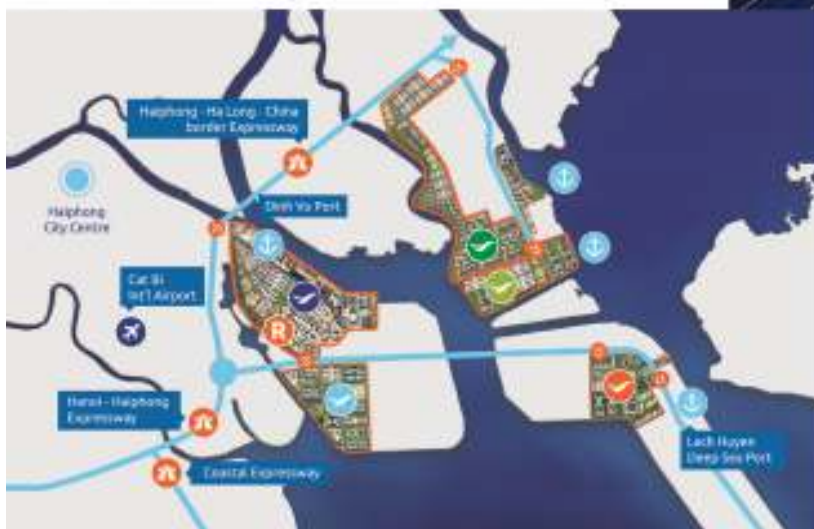 Haiphong - Ha Long - China
border Expressway
Dinh Vu Port
Haiphong
City Centre
Cat Bi
Int'l Airport
R
Hanoi - Haiphong
Expressway
Coastal Expressway
Lach Huyen
Deep Sea Port